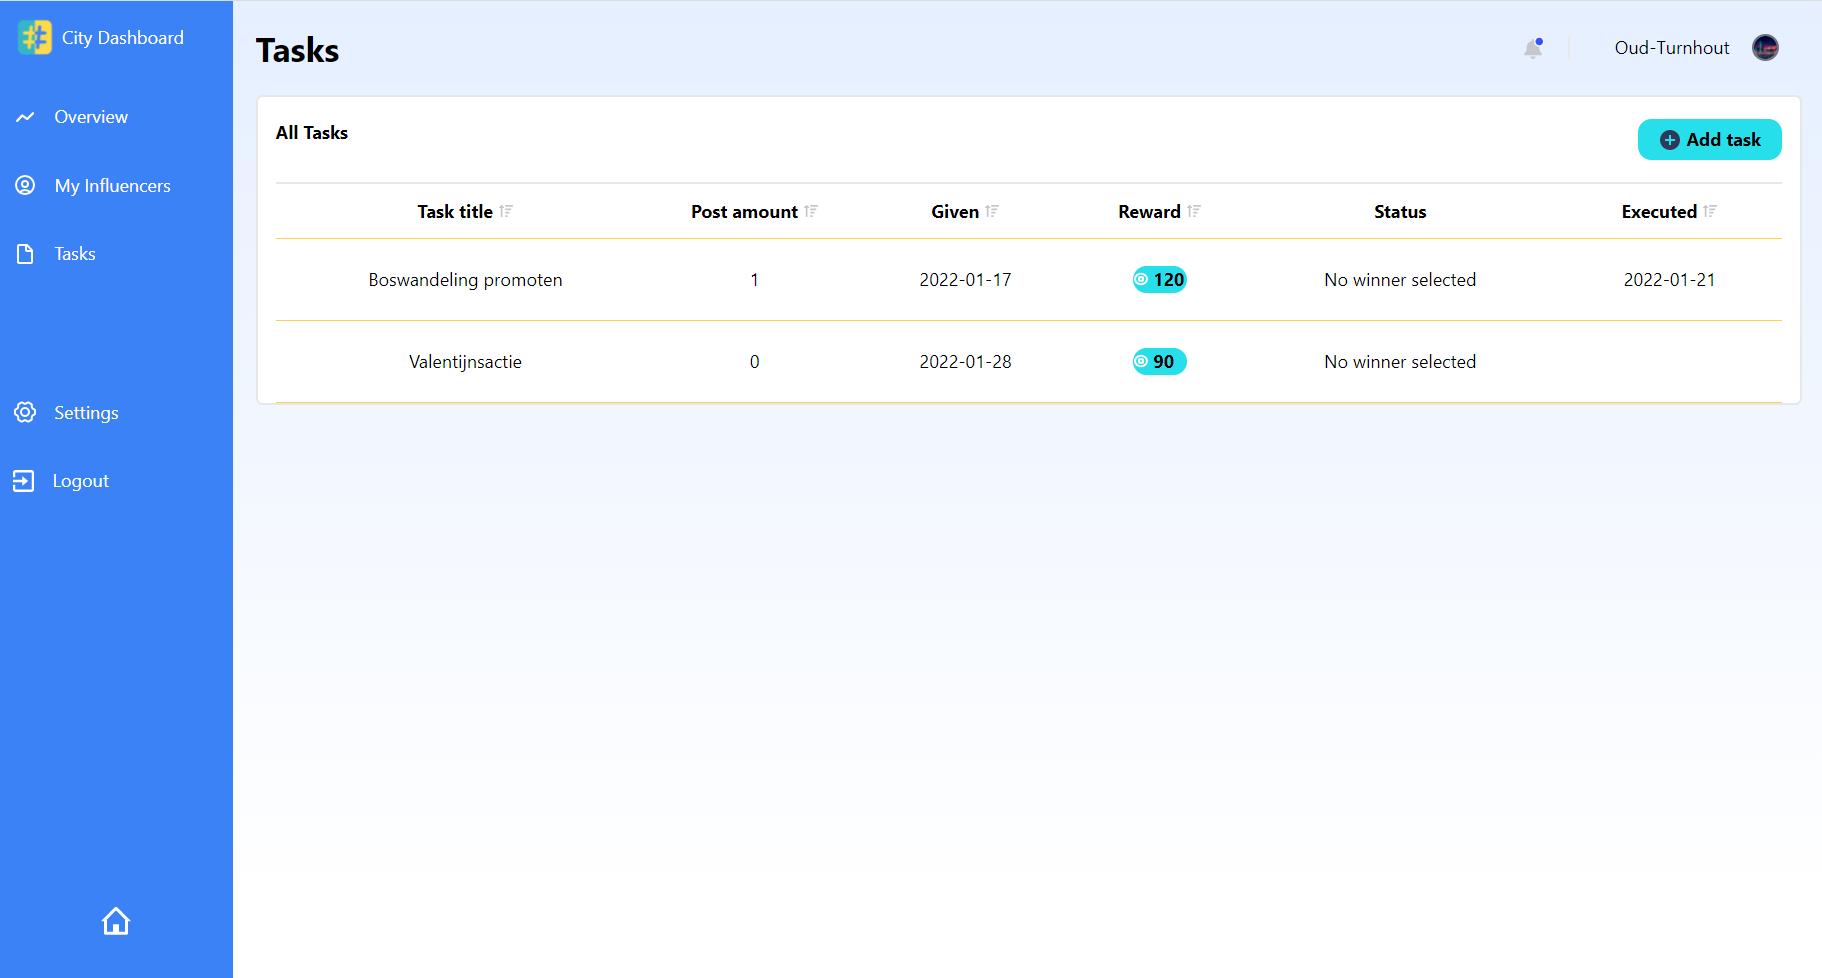 City Dashboard
Overview
My Influencers
Tasks
Settings
Logout
Tasks
Oud-Turnhout
All Tasks
Add task
Task title Post amount Given Reward Status Executed
Boswandeling promoten 1 2022-01-17 120 No winner selected 2022-01-21
Valentijnsactie 0 2022-01-28 90 No winner selected